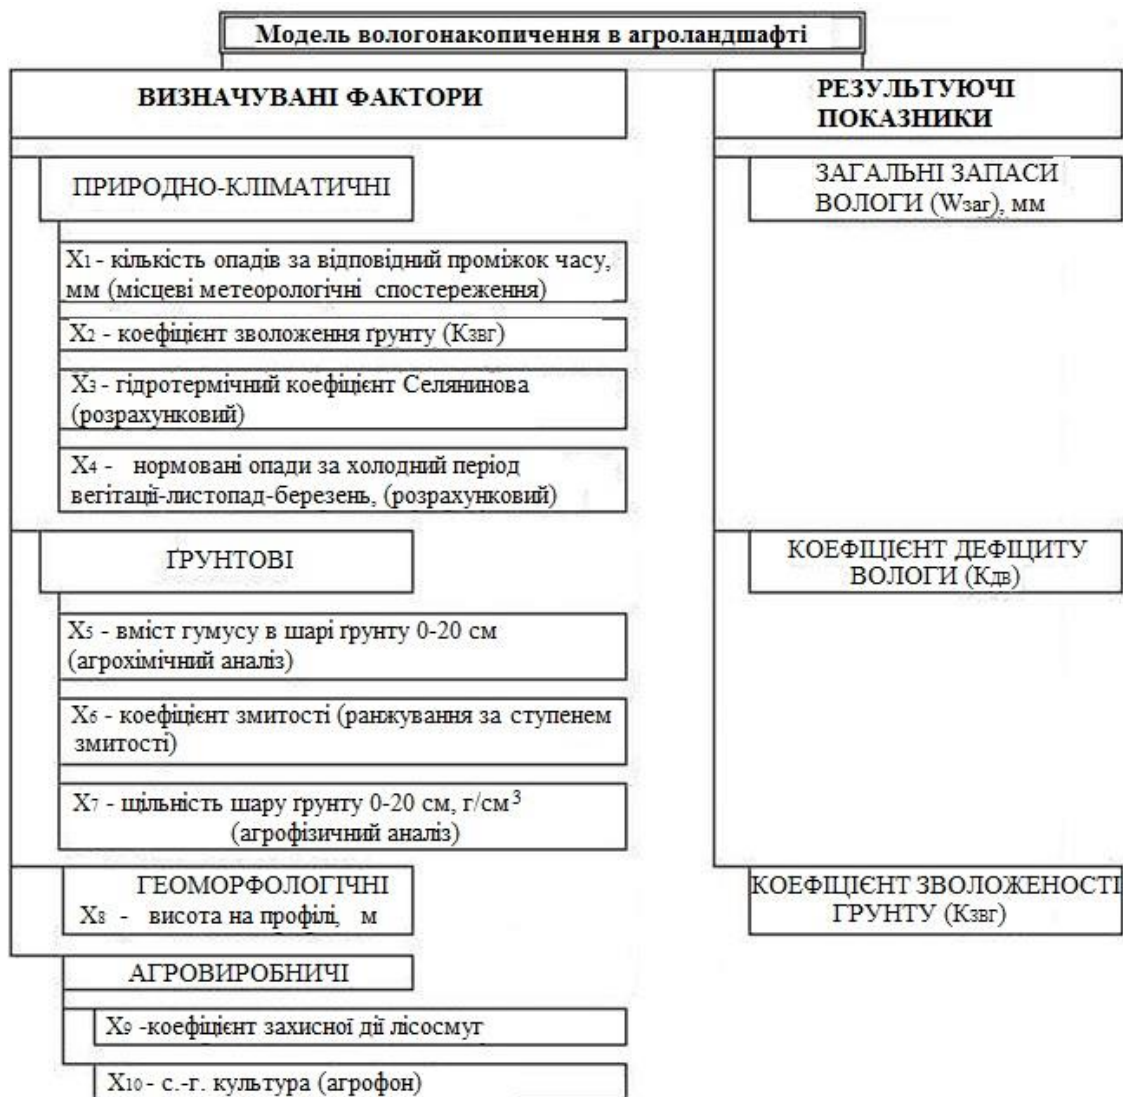 Модель вологонакопичення в агроландшафті
ВИЗНАЧУВАНІ ФАКТОРИ
ПРИРОДНО-КЛІМАТИЧНІ
X1 - кількість опадів за відповідний проміжок часу,
мм (місцеві метеорологічні спостереження)
X2 - коефіцієнт зволоження ґрунту (Kзвг)
X3 - гідротермічний коефіцієнт Селянинова
(розрахунковий)
X4 - нормовані опади за холодний період
вегітації-листопад-березень, (розрахунковий)
ҐРУНТОВІ
X5 - вміст гумусу в шарі ґрунту 0-20 см
(агрохімічний аналіз)
X6 - коефіцієнт змитості (ранжування за ступенем
змитості)
X7 - щільність шару ґрунту 0-20 см, г/см³
(агрофізичний аналіз)
ГЕОМОРФОЛОГІЧНІ
X8 - висота на профілі, м
АГРОВИРОБНИЧІ
X9 -коефіцієнт захисної дії лісосмуг
X10 - с.-г. культура (агрофон)
РЕЗУЛЬТУЮЧІ
ПОКАЗНИКИ
ЗАГАЛЬНІ ЗАПАСИ
ВОЛОГИ (Wзаг), мм
КОЕФІЦІЄНТ ДЕФІЦИТУ
ВОЛОГИ (Kдв)
КОЕФІЦІЄНТ ЗВОЛОЖЕНОСТІ
ГРУНТУ (Kзвг)